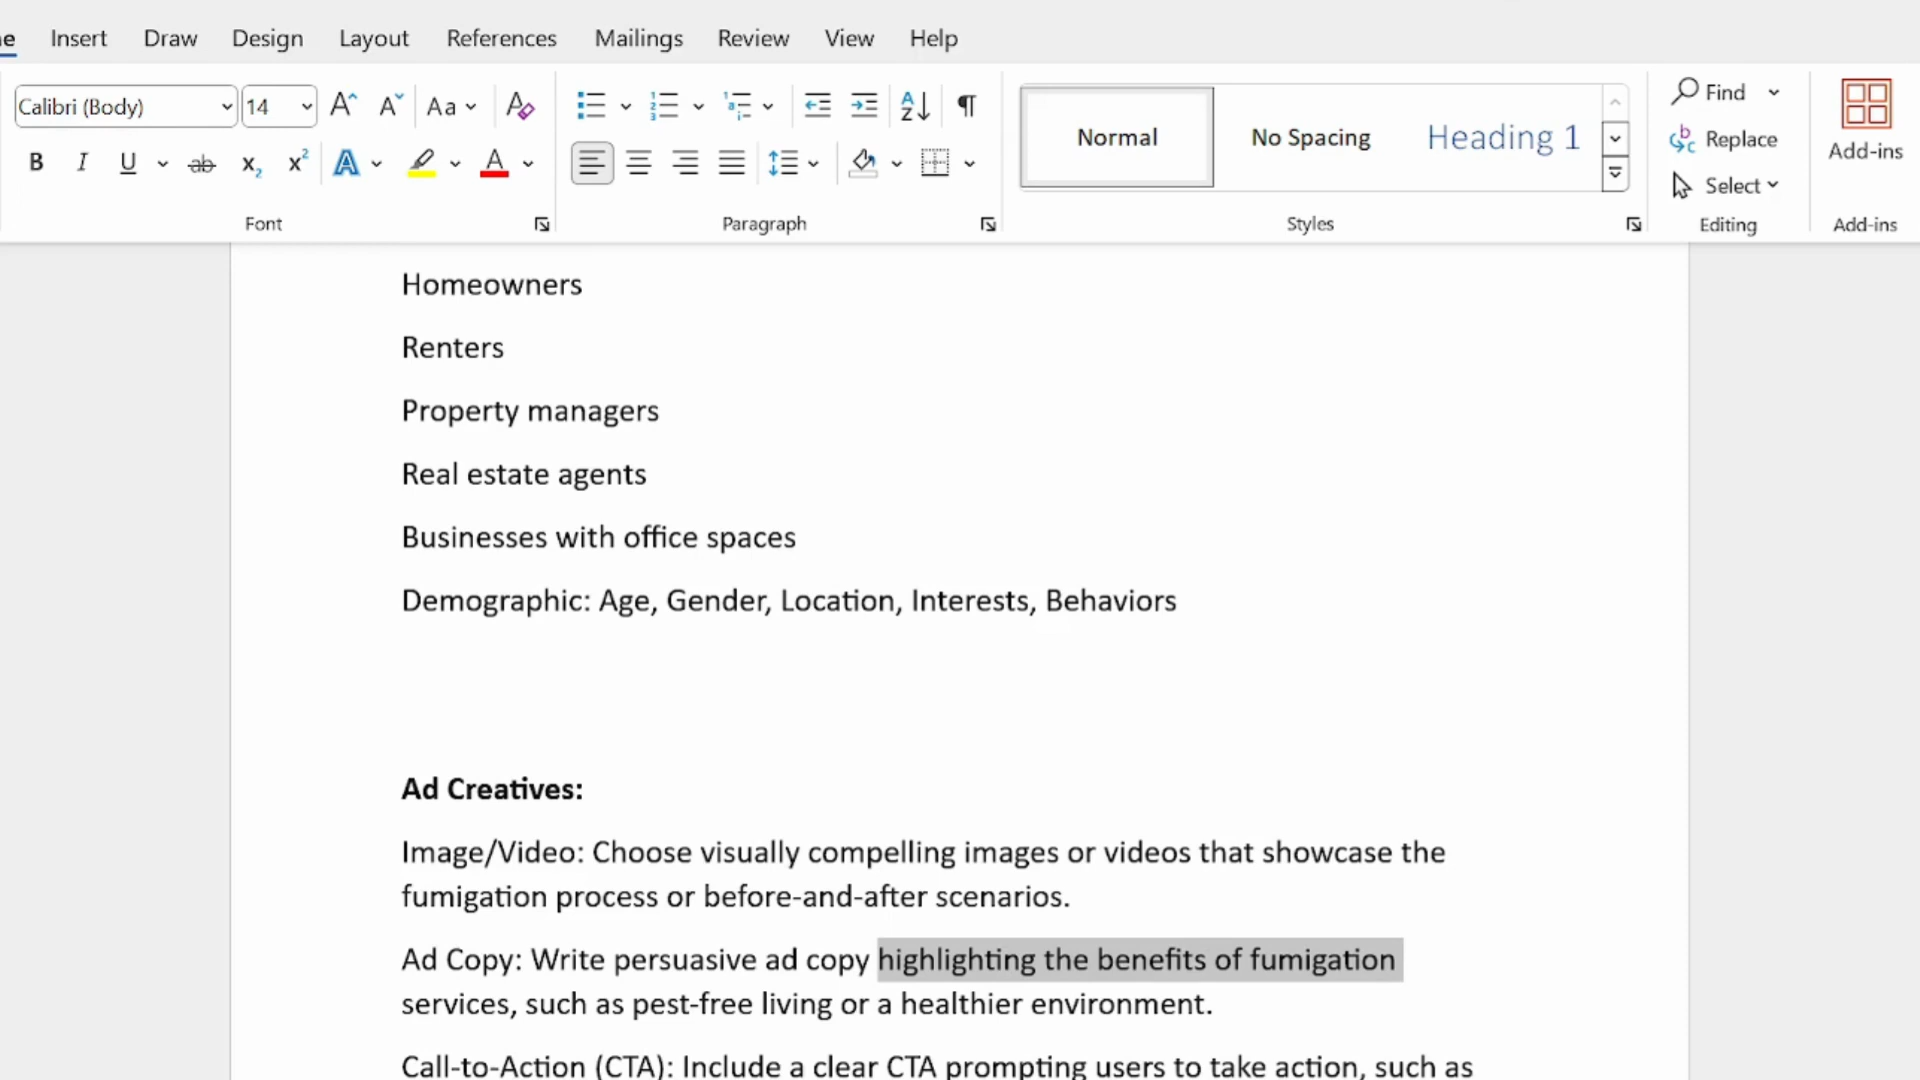 ne Insert Draw Design Layout References Mailings Review View Help
Calibri (Body) 14 Aa Find
Normal No Spacing Heading 1 Replace Add-ins
Select
Font Paragraph Styles Editing Add-ins
Homeowners
Renters
Property managers
Real estate agents
Businesses with office spaces
Demographic: Age, Gender, Location, Interests, Behaviors
Ad Creatives:
Image/Video: Choose visually compelling images or videos that showcase the
fumigation process or before-and-after scenarios.
Ad Copy: Write persuasive ad copy highlighting the benefits of fumigation
services, such as pest-free living or a healthier environment.
Call-to-Action (CTA): Include a clear CTA prompting users to take action, such as